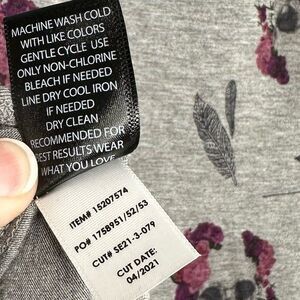 MACHINE WASH COLD
WITH LIKE COLORS
GENTLE CYCLE USE
ONLY NON-CHLORINE
BLEACH IF NEEDED
LINE DRY COOL IRON
IF NEEDED
DRY CLEAN
RECOMMENDED FOR
BEST RESULTS WEAR
WHAT YOU LOVE
ITEM# 15207574
PO# 1758951/52/53
CUT# SE21-3-079
CUT DATE:
04/2021